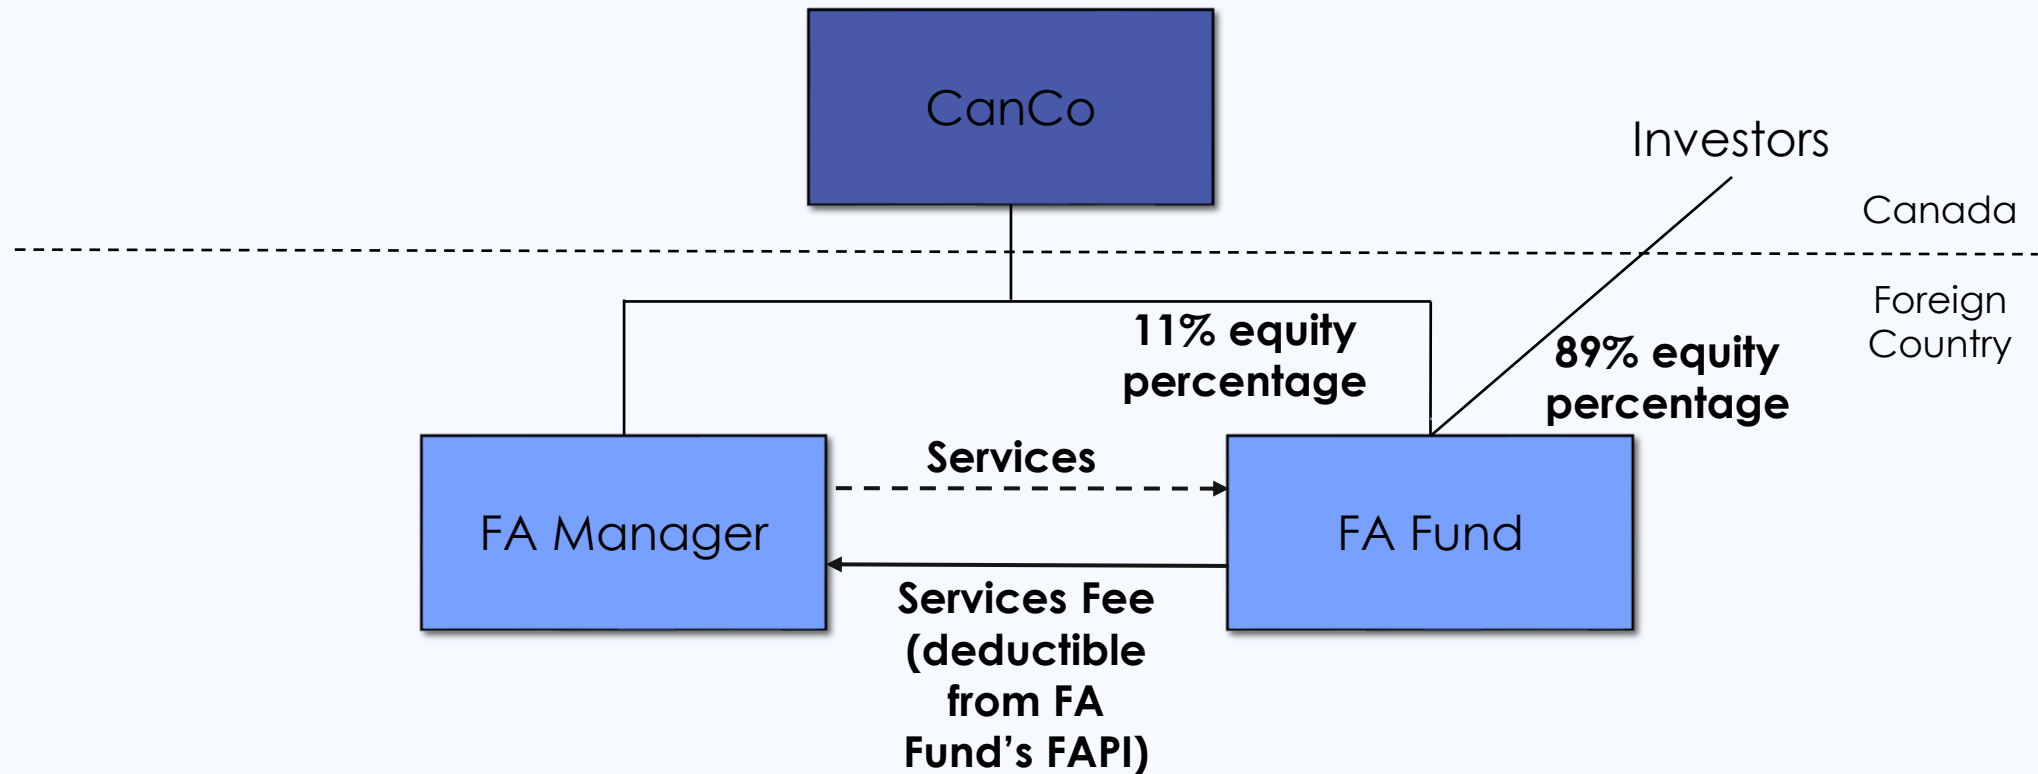 CanCo
Investors
Canada
Foreign
Country
11% equity
percentage
89% equity
percentage
Services
FA Manager
FA Fund
Services Fee
(deductible
from FA
Fund’s FAPI)